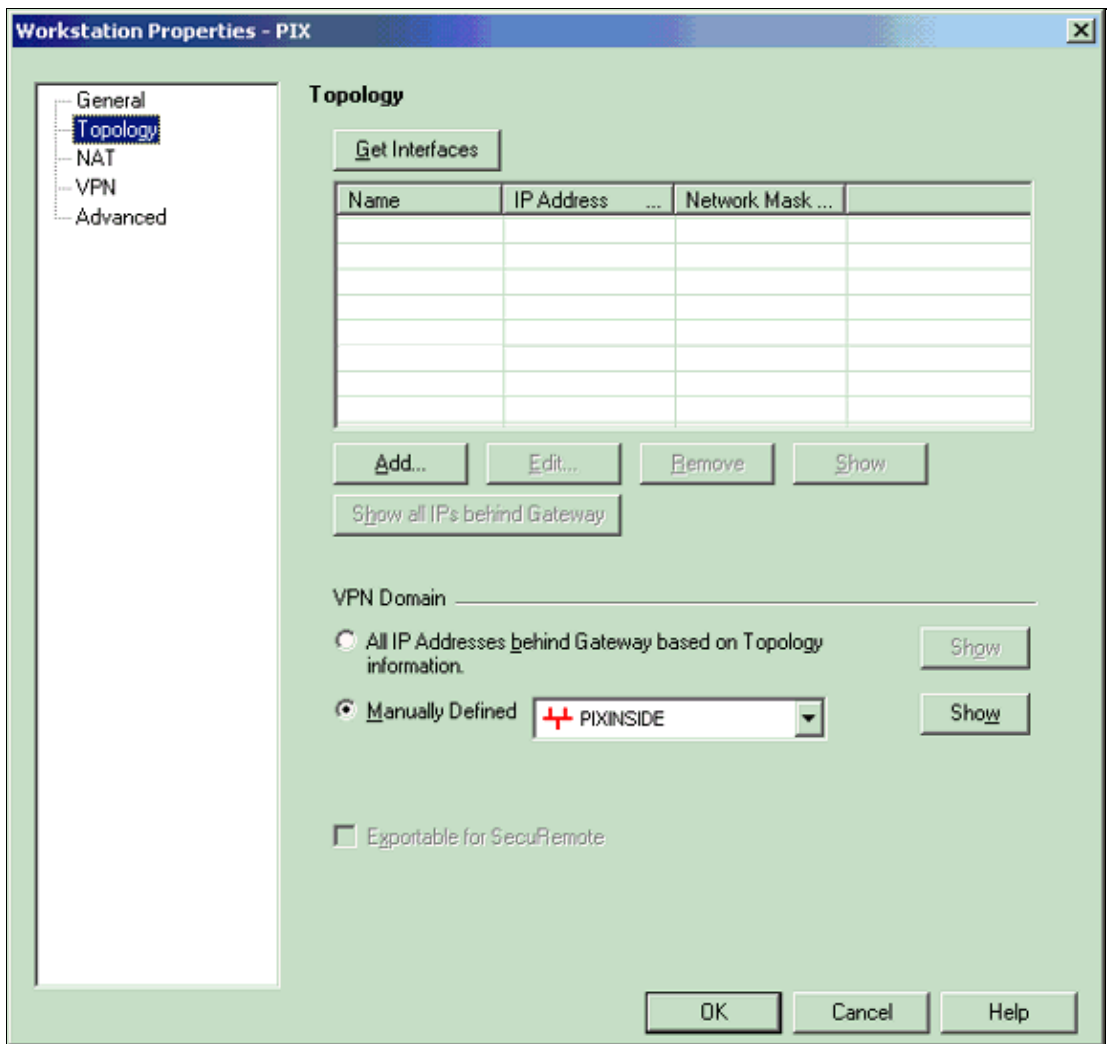 Workstation Properties - PIX
General
Topology
NAT
VPN
Advanced
Topology
Get Interfaces
Name IP Address ... Network Mask ...
Add... Edit... Remove Show
Show all IPs behind Gateway
VPN Domain
All IP Addresses behind Gateway based on Topology
information.
Show
Manually Defined PIXINSIDE Show
Exportable for SecuRemote
OK Cancel Help